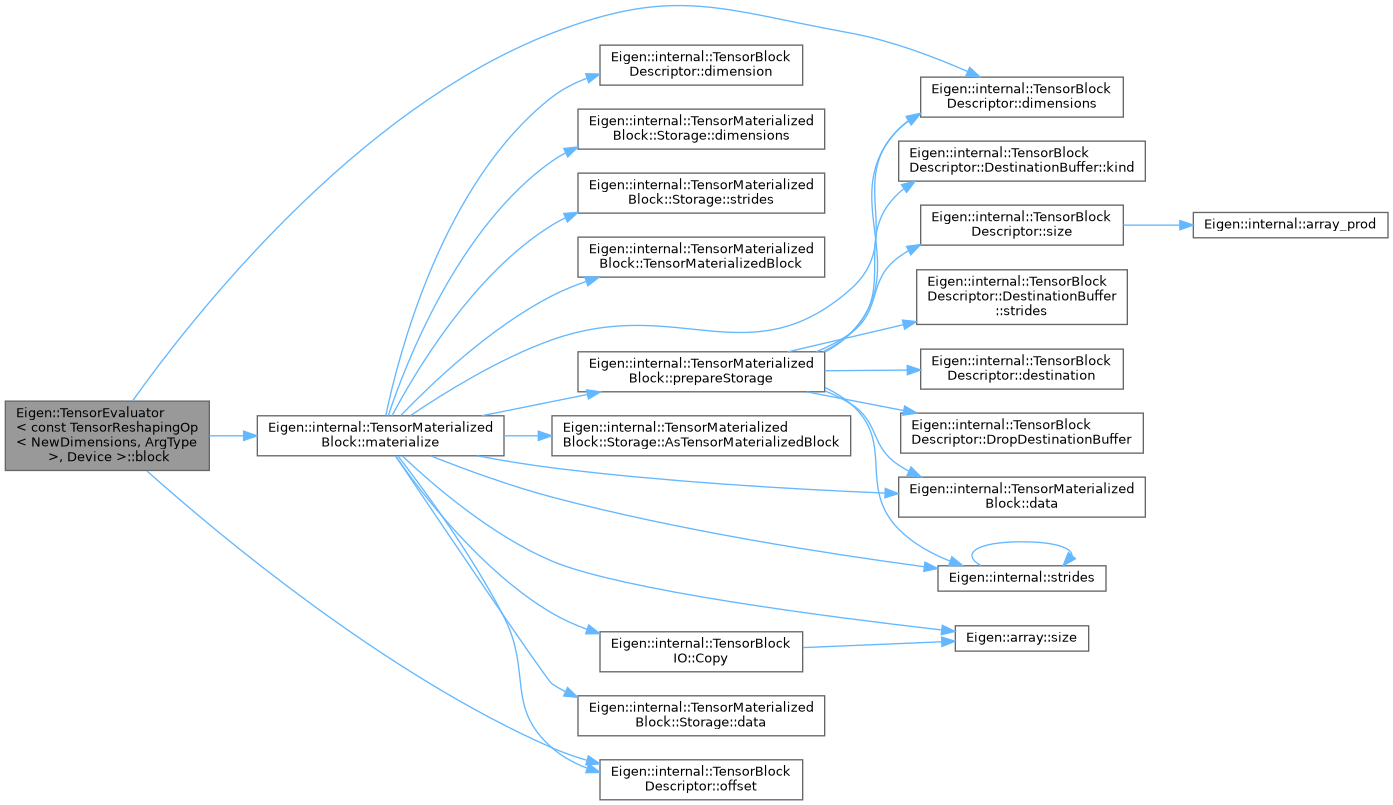 Eigen::TensorEvaluator
< const TensorReshapingOp
< NewDimensions, ArgType
>, Device >::block
Eigen::internal::TensorMaterialized
Block::materialize
Eigen::internal::TensorBlock
Descriptor::dimension
Eigen::internal::TensorMaterialized
Block::Storage::dimensions
Eigen::internal::TensorMaterialized
Block::Storage::strides
Eigen::internal::TensorMaterialized
Block::TensorMaterializedBlock
Eigen::internal::TensorMaterialized
Block::prepareStorage
Eigen::internal::TensorMaterialized
Block::Storage::AsTensorMaterializedBlock
Eigen::internal::TensorBlock
IO::Copy
Eigen::internal::TensorMaterialized
Block::Storage::data
Eigen::internal::TensorBlock
Descriptor::offset
Eigen::internal::TensorBlock
Descriptor::dimensions
Eigen::internal::TensorBlock
Descriptor::DestinationBuffer::kind
Eigen::internal::TensorBlock
Descriptor::size
Eigen::internal::TensorBlock
Descriptor::DestinationBuffer
::strides
Eigen::internal::TensorBlock
Descriptor::destination
Eigen::internal::TensorBlock
Descriptor::DropDestinationBuffer
Eigen::internal::TensorMaterialized
Block::data
Eigen::internal::strides
Eigen::array::size
Eigen::internal::array_prod